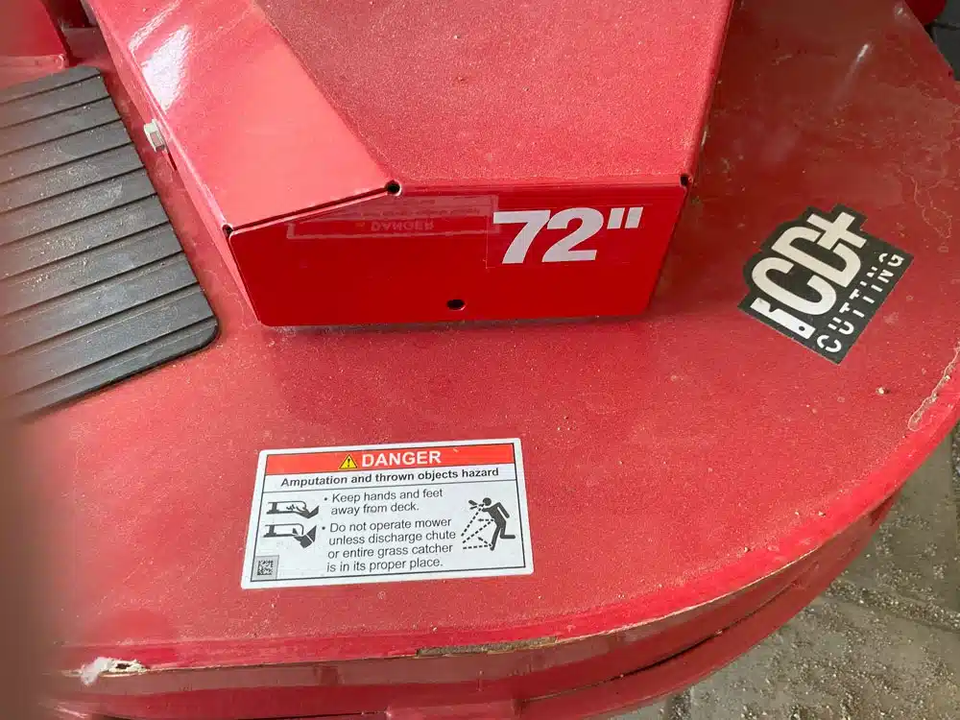 72"
iCD+
CUTTING
DANGER
Amputation and thrown objects hazard
• Keep hands and feet
away from deck.
• Do not operate mower
unless discharge chute
or entire grass catcher
is in its proper place.
DANGER